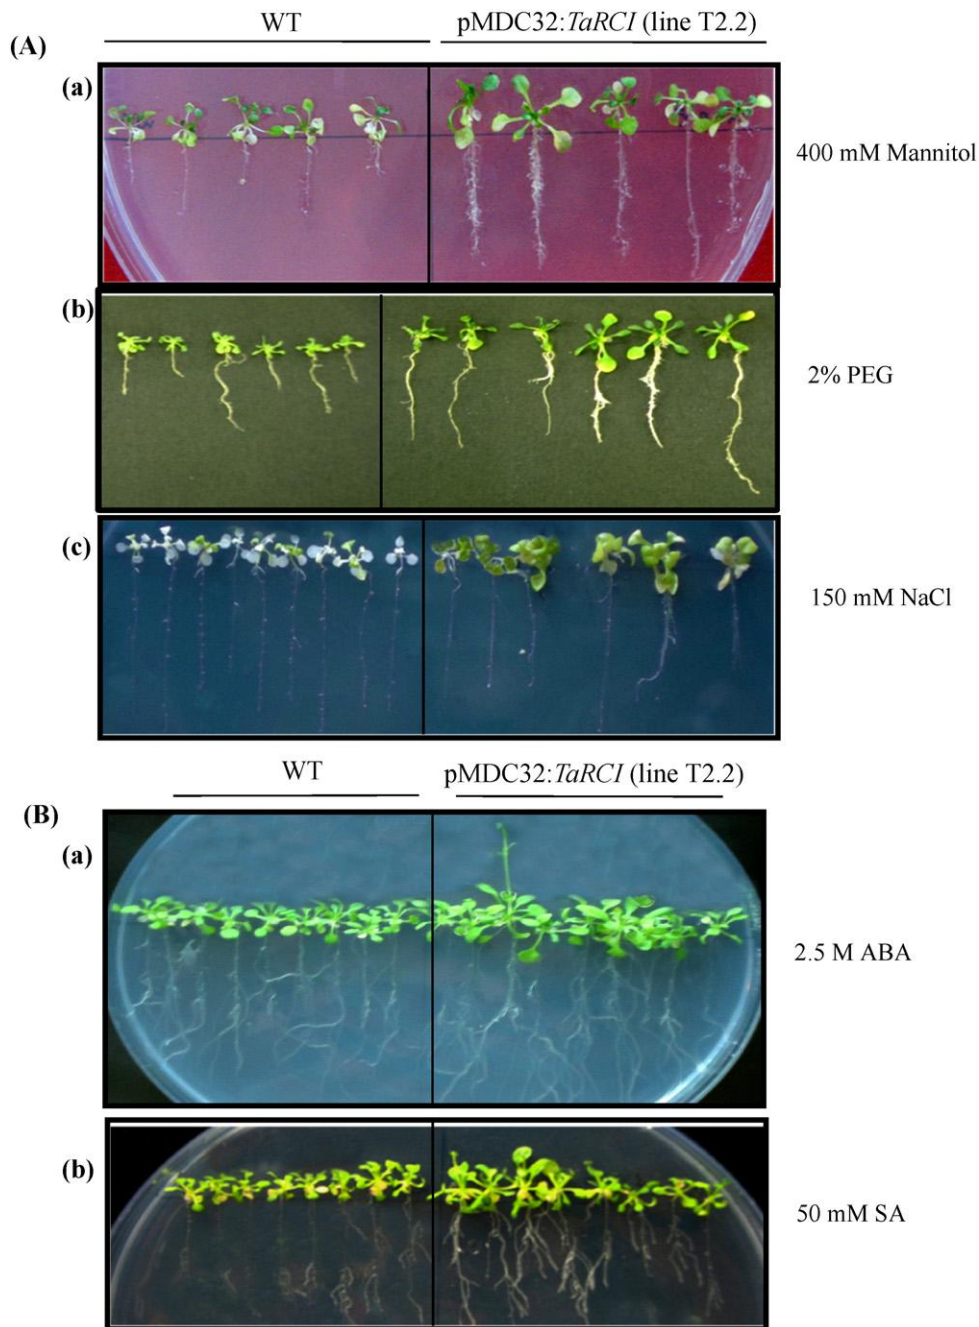 WT pMDC32:TaRCI (line T2.2)
(A)
(a)
400 mM Mannitol
(b)
2% PEG
(c)
150 mM NaCl
WT pMDC32:TaRCI (line T2.2)
(B)
(a)
2.5 M ABA
(b)
50 mM SA